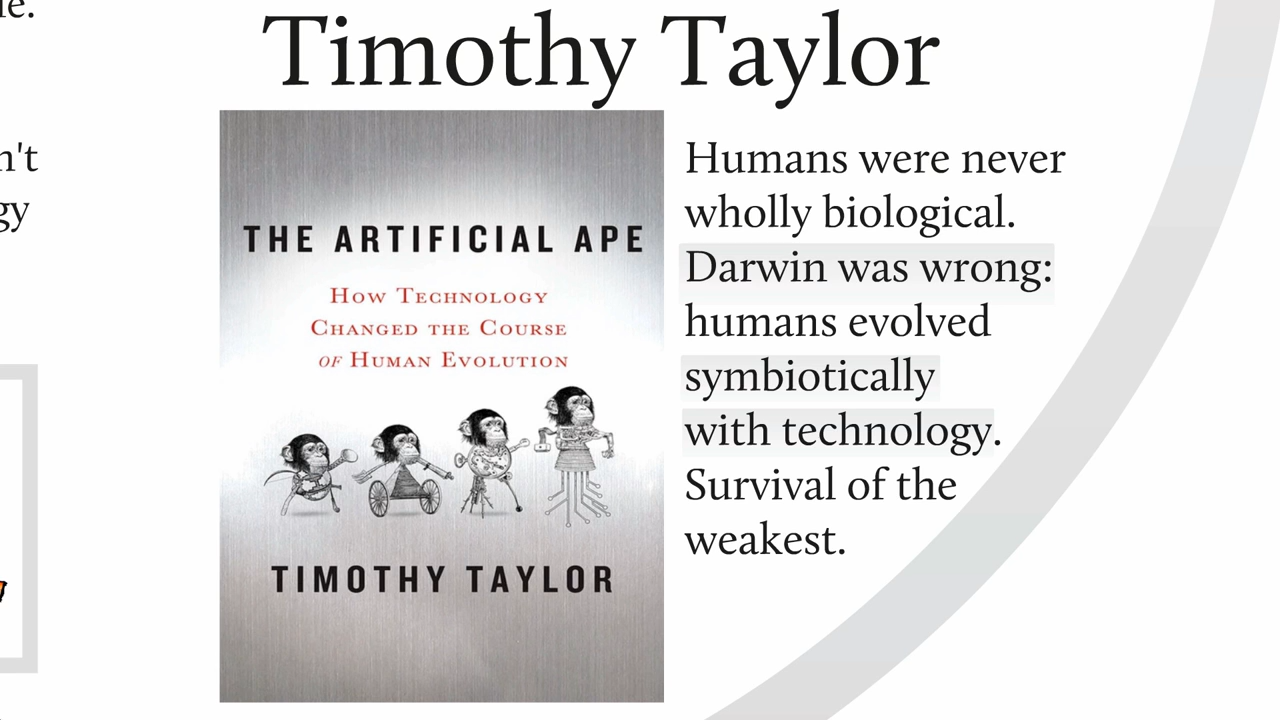 le.
n't
gy
Timothy Taylor
THE ARTIFICIAL APE
HOW TECHNOLOGY
CHANGED THE COURSE
OF HUMAN EVOLUTION
TIMOTHY TAYLOR
Humans were never
wholly biological.
Darwin was wrong:
humans evolved
symbiotically
with technology.
Survival of the
weakest.